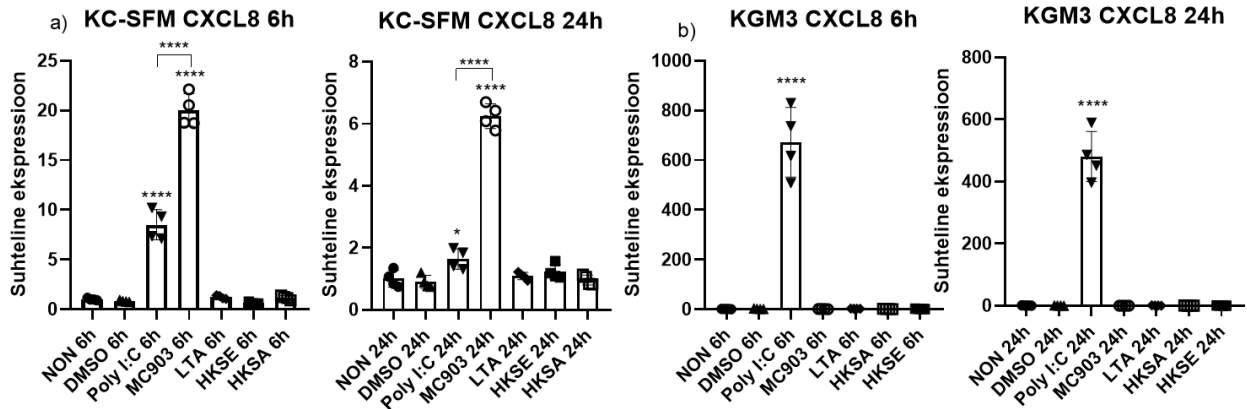 a)
KC-SFM CXCL8 6h
Suhteline ekspressioon
25
20
15
10
5
0
****
****
****
NON 6h
DMSO 6h
Poly I:C 6h
MC903 6h
LTA 6h
HKSE 6h
HKSA 6h
KC-SFM CXCL8 24h
Suhteline ekspressioon
8
6
4
2
0
****
****
*
NON 24h
DMSO 24h
Poly I:C 24h
MC903 24h
LTA 24h
HKSE 24h
HKSA 24h
b)
KGM3 CXCL8 6h
Suhteline ekspressioon
1000
800
600
400
200
0
****
NON 6h
DMSO 6h
Poly I:C 6h
MC903 6h
LTA 6h
HKSA 6h
HKSE 6h
KGM3 CXCL8 24h
Suhteline ekspressioon
800
600
400
200
0
****
NON 24h
DMSO 24h
Poly I:C 24h
MC903 24h
LTA 24h
HKSA 24h
HKSE 24h